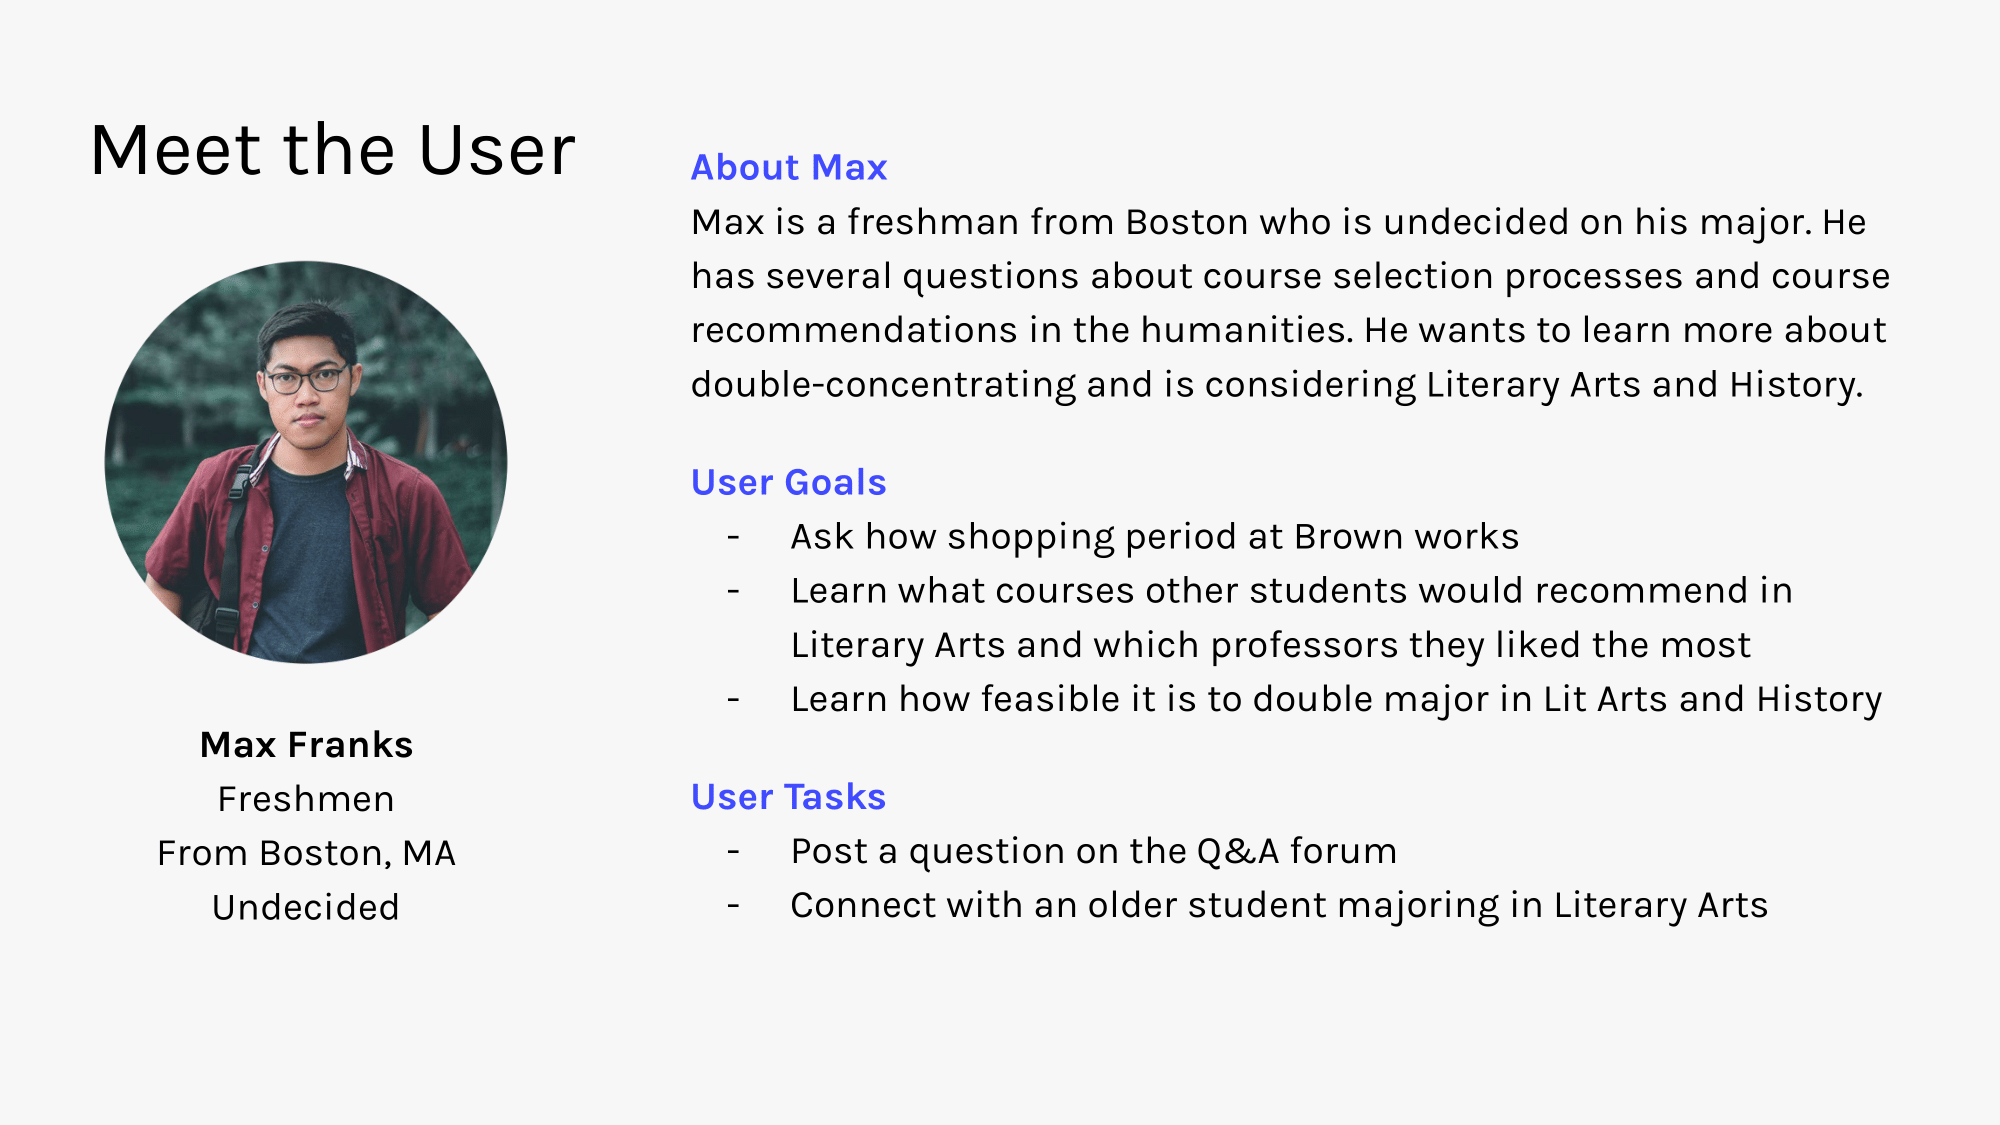 Meet the User
Max Franks
Freshmen
From Boston, MA
Undecided
About Max
Max is a freshman from Boston who is undecided on his major. He
has several questions about course selection processes and course
recommendations in the humanities. He wants to learn more about
double-concentrating and is considering Literary Arts and History.
User Goals
- Ask how shopping period at Brown works
- Learn what courses other students would recommend in
Literary Arts and which professors they liked the most
- Learn how feasible it is to double major in Lit Arts and History
User Tasks
- Post a question on the Q&A forum
- Connect with an older student majoring in Literary Arts